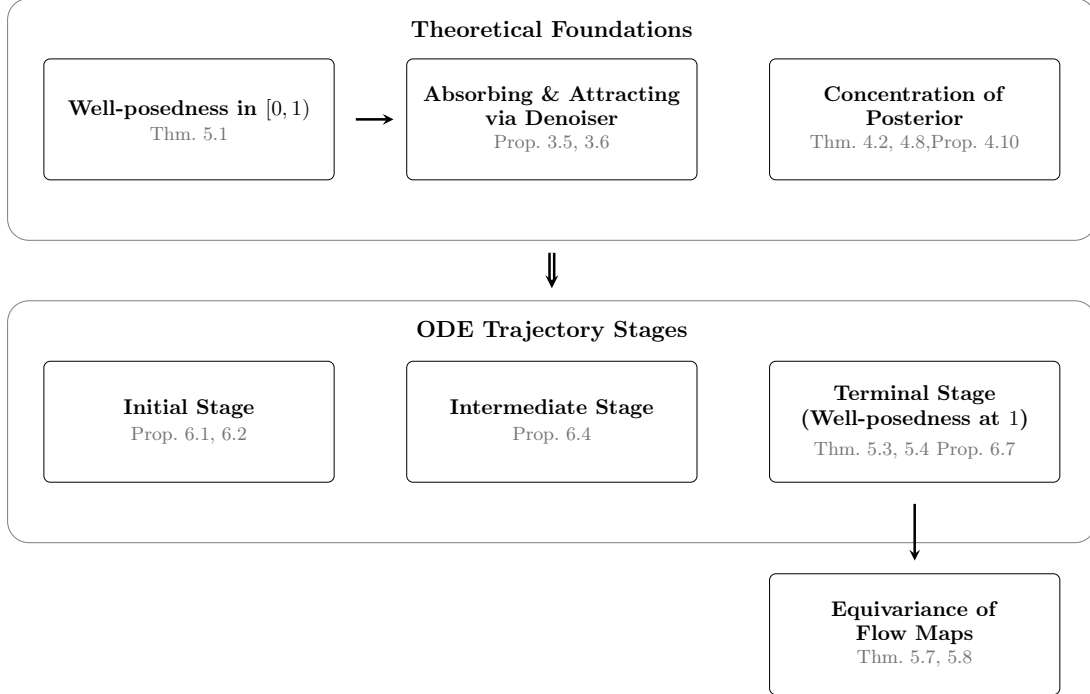 Theoretical Foundations
Well-posedness in [0, 1)
Thm. 5.1
Absorbing & Attracting
via Denoiser
Prop. 3.5, 3.6
Concentration of
Posterior
Thm. 4.2, 4.8,Prop. 4.10
ODE Trajectory Stages
Initial Stage
Prop. 6.1, 6.2
Intermediate Stage
Prop. 6.4
Terminal Stage
(Well-posedness at 1)
Thm. 5.3, 5.4 Prop. 6.7
Equivariance of
Flow Maps
Thm. 5.7, 5.8